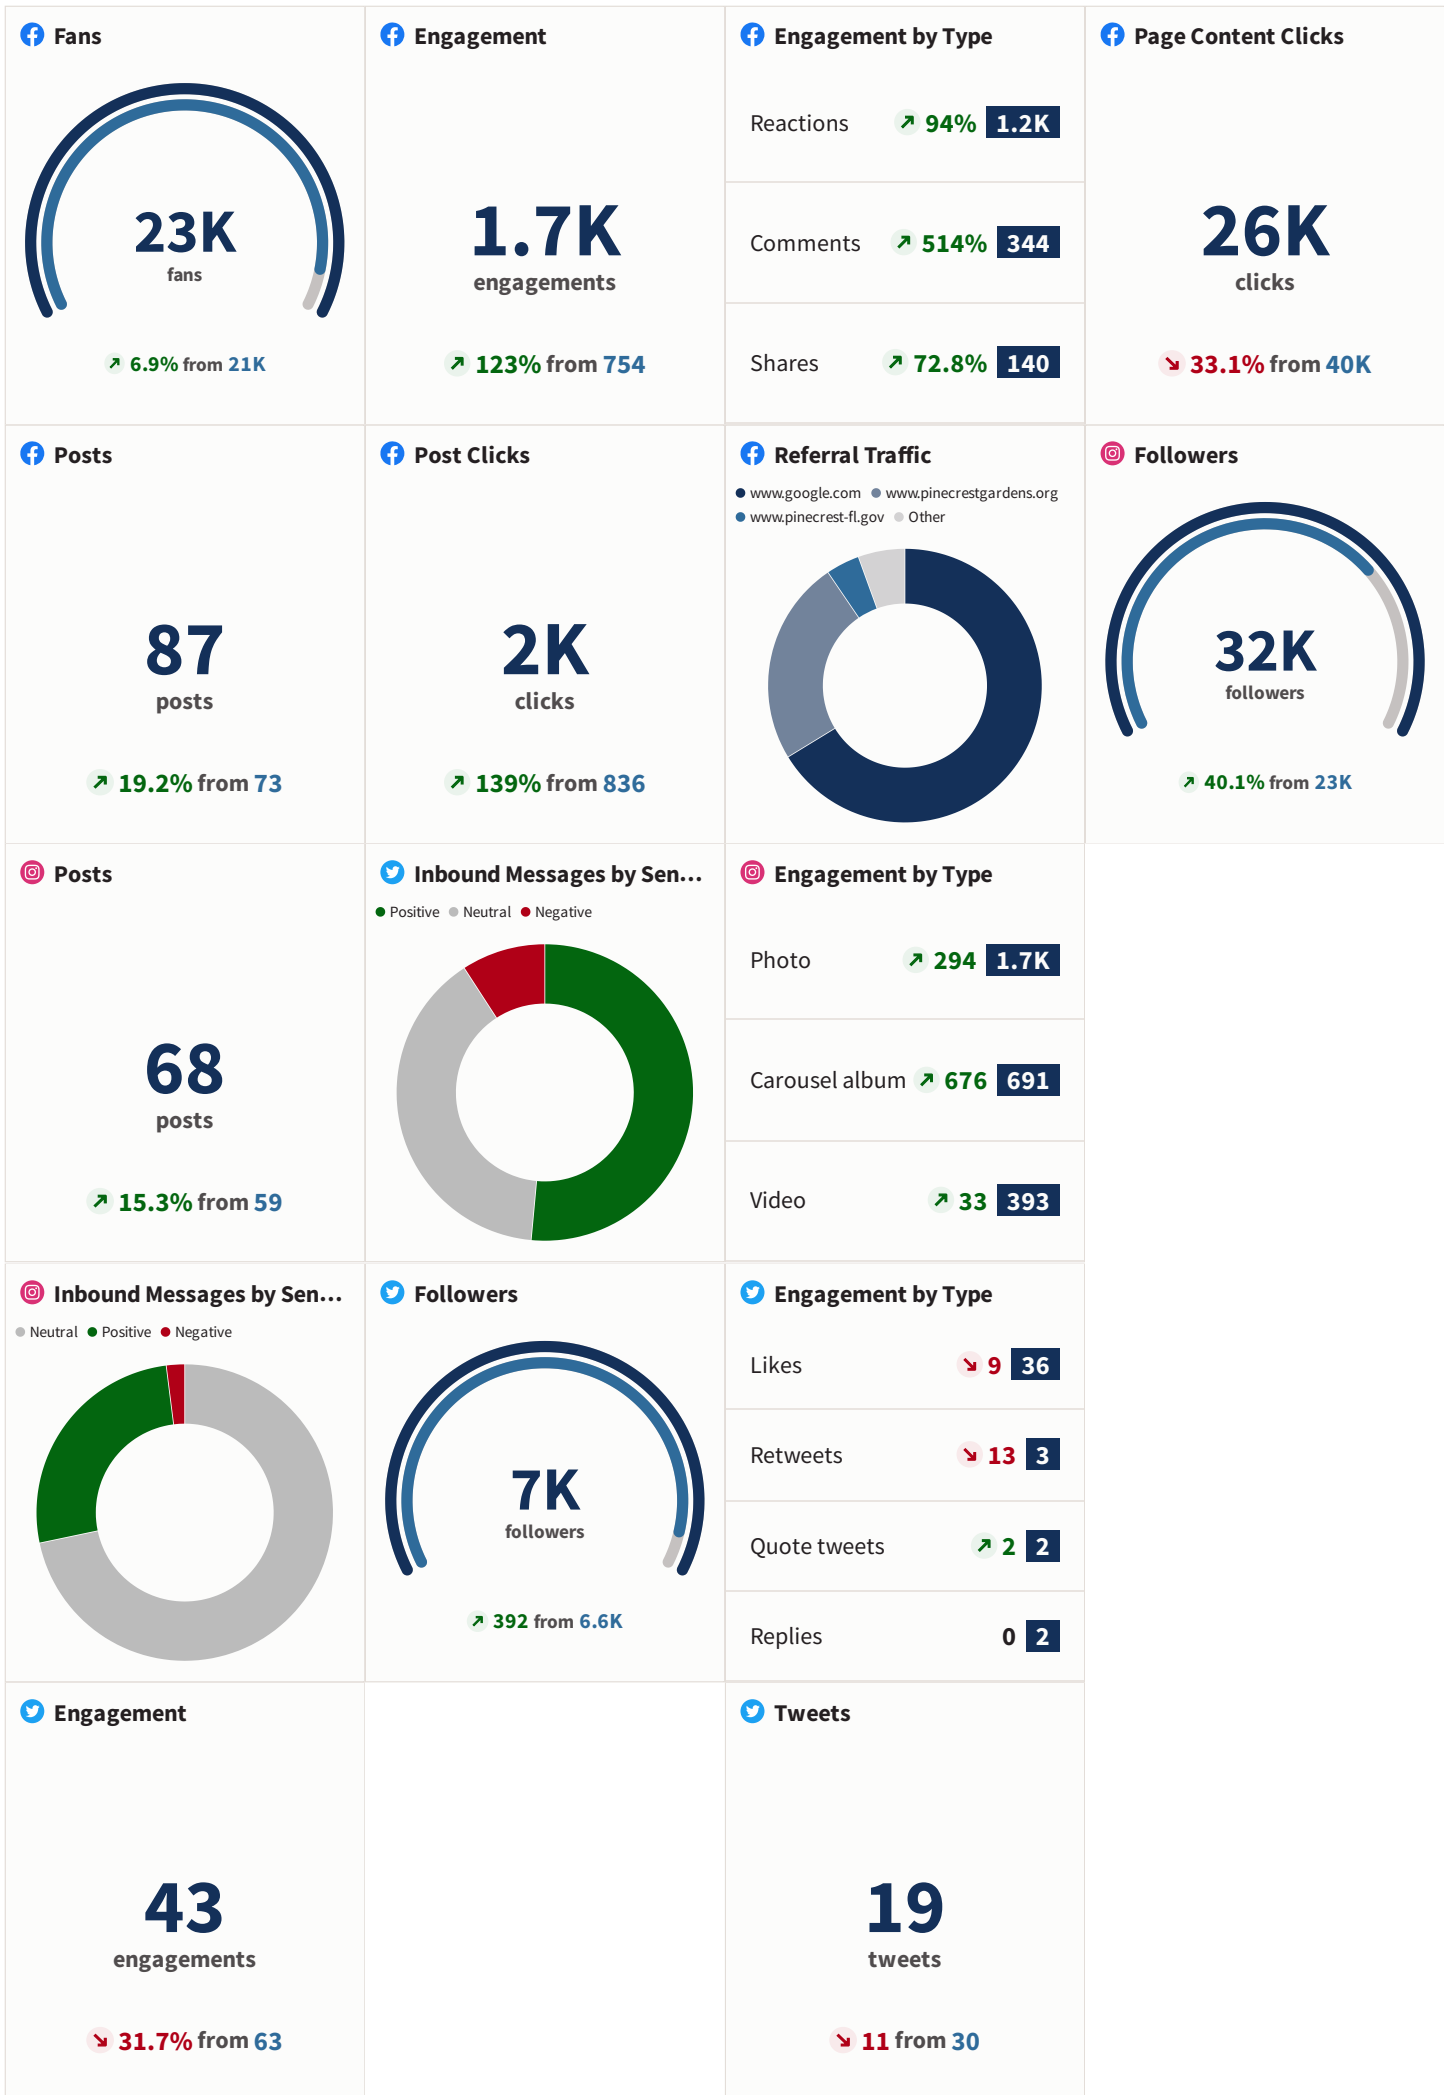 Fans
23K
fans
6.9% from 21K
Engagement
1.7K
engagements
123% from 754
Engagement by Type
Reactions 94% 1.2K
Comments 514% 344
Shares 72.8% 140
Page Content Clicks
26K
clicks
33.1% from 40K
Posts
87
posts
19.2% from 73
Post Clicks
2K
clicks
139% from 836
Referral Traffic
www.google.com www.pinecrestgardens.org
www.pinecrest-fl.gov Other
Followers
32K
followers
40.1% from 23K
Posts
68
posts
15.3% from 59
Inbound Messages by Sen...
Positive Neutral Negative
Engagement by Type
Photo 294 1.7K
Carousel album 676 691
Video 33 393
Inbound Messages by Sen...
Neutral Positive Negative
Followers
7K
followers
392 from 6.6K
Engagement by Type
Likes 9 36
Retweets 13 3
Quote tweets 2 2
Replies 0 2
Engagement
43
engagements
31.7% from 63
Tweets
19
tweets
11 from 30